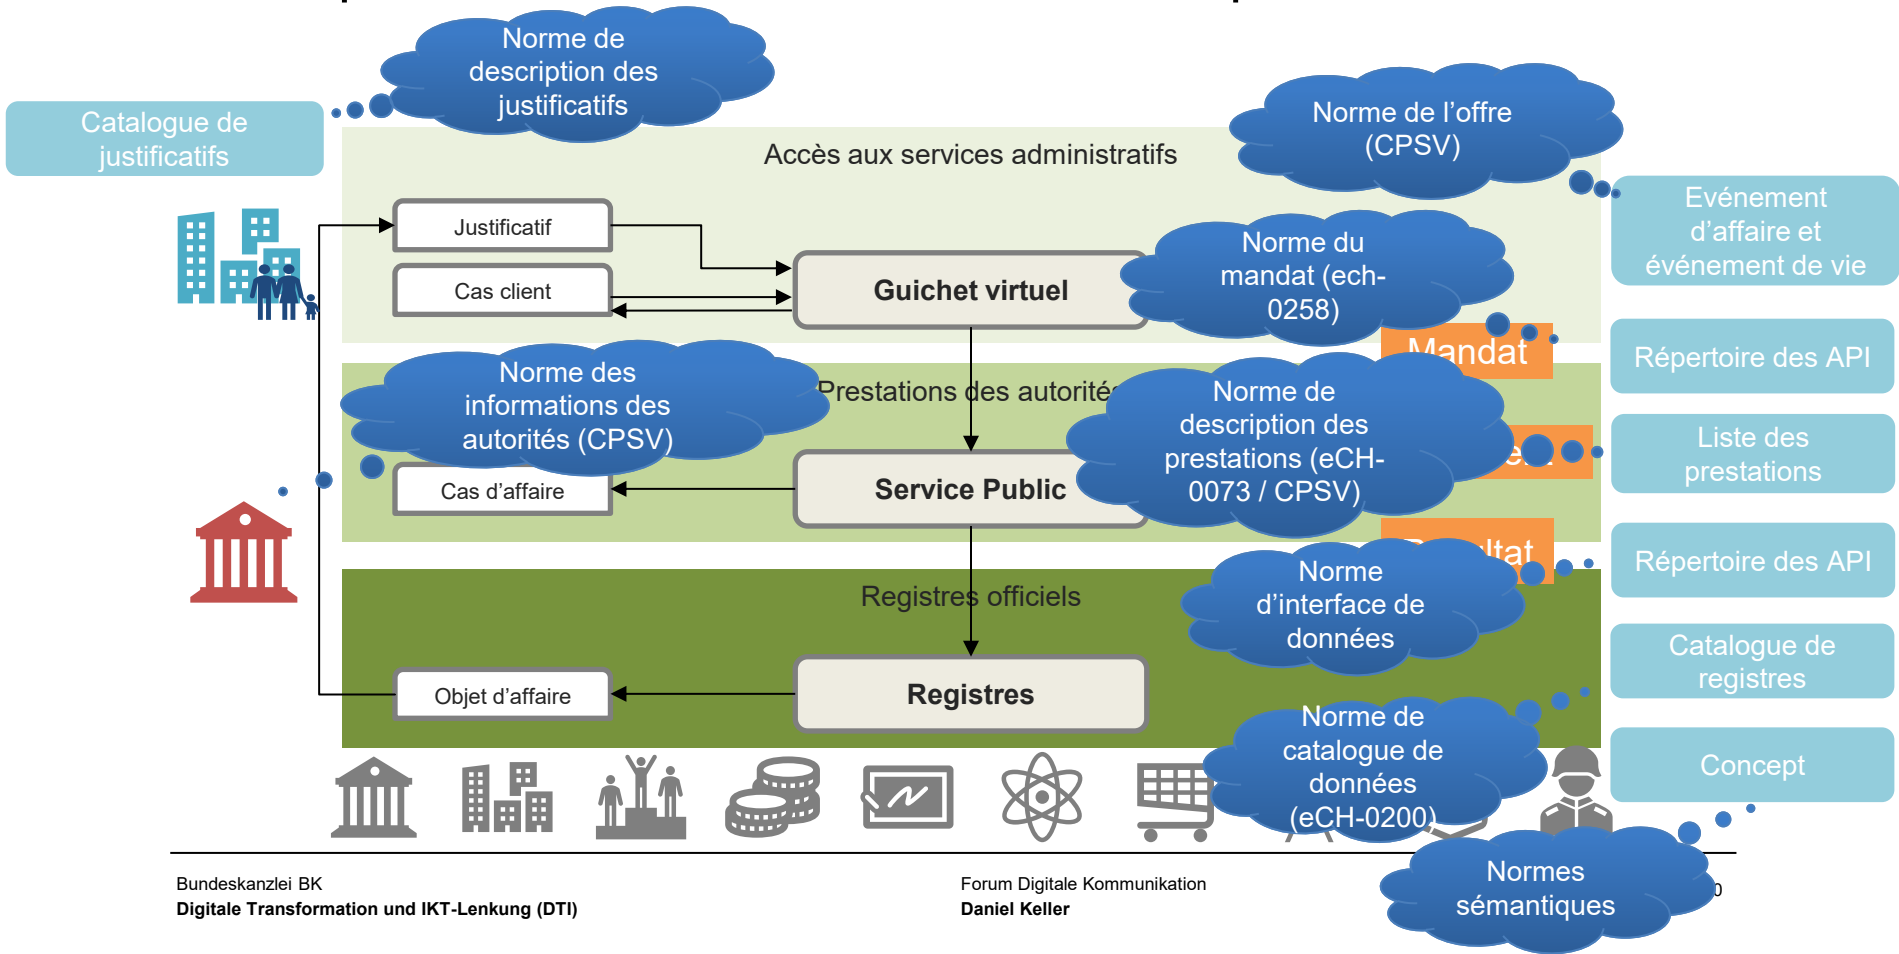 Norme de
description des
justificatifs
Norme de l’offre
(CPSV)
Catalogue de
justificatifs
Accès aux services administratifs
Evénement
d’affaire et
événement de vie
Justificatif
Cas client
Guichet virtuel
Norme du
mandat (ech-
0258)
Mandat
Répertoire des API
Norme des
informations des
autorités (CPSV)
Prestations des autorités
Norme de
description des
prestations (eCH-
0073 / CPSV)
Liste des
prestations
Cas d’affaire
Service Public
Répertoire des API
Registres officiels
Norme
d’interface de
données
Catalogue de
registres
Objet d’affaire
Registres
Norme de
catalogue de
données
(eCH-0200)
Concept
Normes
sémantiques
Bundeskanzlei BK
Digitale Transformation und IKT-Lenkung (DTI)
Forum Digitale Kommunikation
Daniel Keller